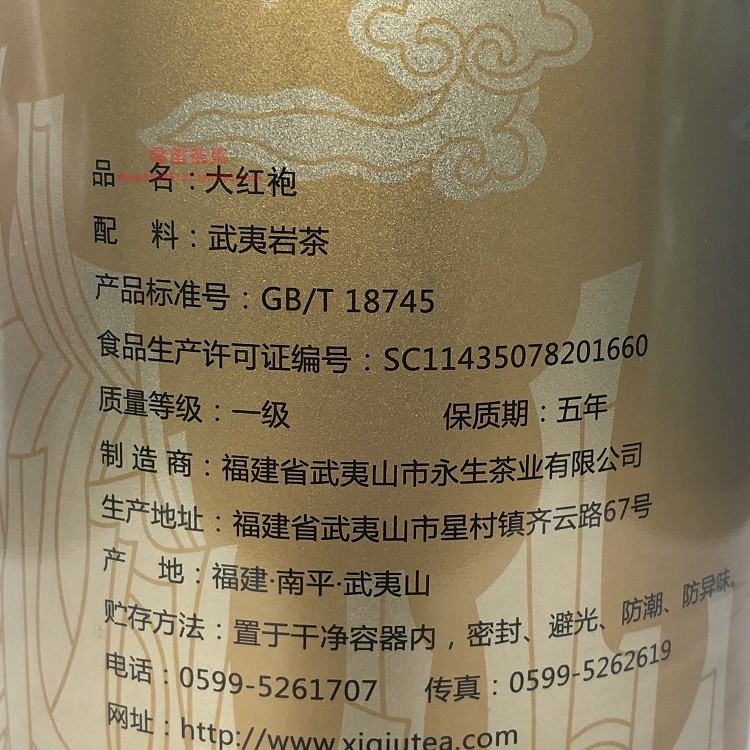 品 名：大红袍
配 料：武夷岩茶
产品标准号：GB/T 18745
食品生产许可证编号：SC11435078201660
质量等级：一级 保质期：五年
制造商：福建省武夷山市永生茶业有限公司
生产地址：福建省武夷山市星村镇齐云路67号
产 地：福建·南平·武夷山
贮存方法：置于干净容器内，密封、避光、防潮、防异味。
电话：0599-5261707 传真：0599-5262619
网址：http://www.xigiutea.com